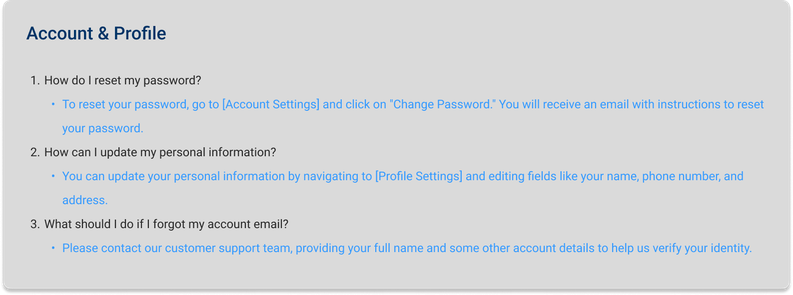 Account & Profile
1. How do I reset my password?
• To reset your password, go to [Account Settings] and click on "Change Password." You will receive an email with instructions to reset
your password.
2. How can I update my personal information?
• You can update your personal information by navigating to [Profile Settings] and editing fields like your name, phone number, and
address.
3. What should I do if I forgot my account email?
• Please contact our customer support team, providing your full name and some other account details to help us verify your identity.